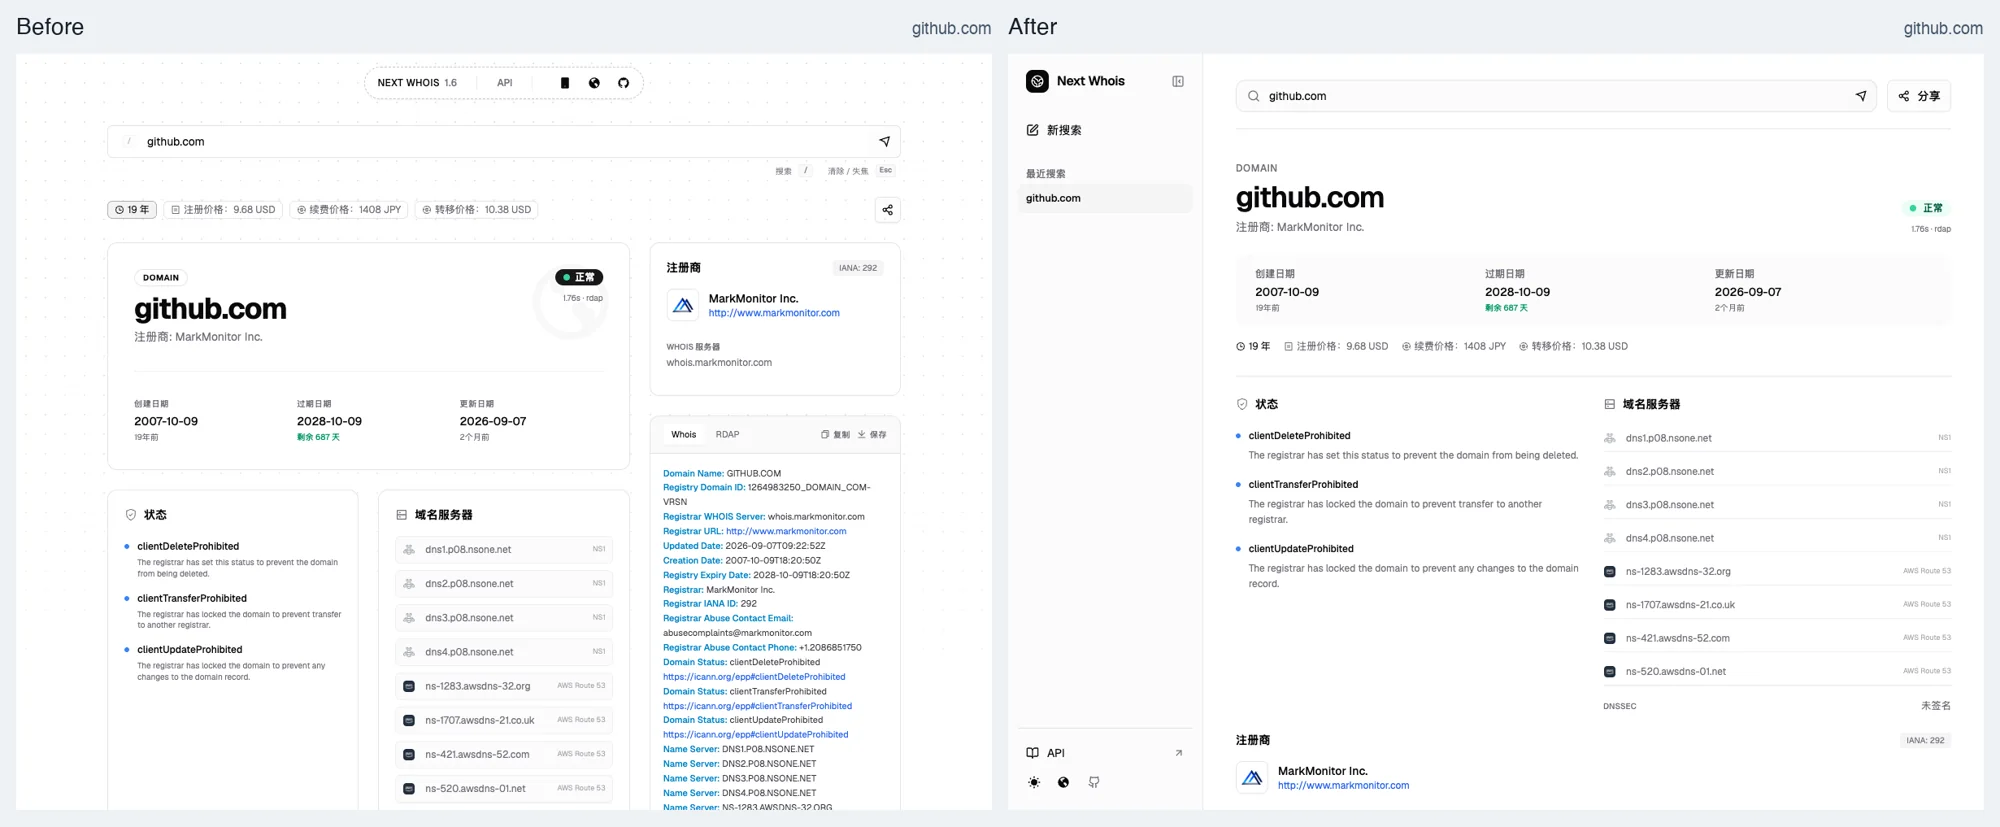 Before
github.com
NEXT WHOIS 1.6
API
/
github.com
搜索 /
清除 / 失焦 Esc
19 年
注册价格: 9.68 USD
续费价格: 1408 JPY
转移价格: 10.38 USD
DOMAIN
正常
1.76s · rdap
github.com
注册商: MarkMonitor Inc.
创建日期
2007-10-09
19年前
过期日期
2028-10-09
剩余 687 天
更新日期
2026-09-07
2个月前
注册商
IANA: 292
MarkMonitor Inc.
http://www.markmonitor.com
WHOIS 服务器
whois.markmonitor.com
状态
clientDeleteProhibited
The registrar has set this status to prevent the domain
from being deleted.
clientTransferProhibited
The registrar has locked the domain to prevent transfer
to another registrar.
clientUpdateProhibited
The registrar has locked the domain to prevent any
changes to the domain record.
域名服务器
dns1.p08.nsone.net NS1
dns2.p08.nsone.net NS1
dns3.p08.nsone.net NS1
dns4.p08.nsone.net NS1
ns-1283.awsdns-32.org AWS Route 53
ns-1707.awsdns-21.co.uk AWS Route 53
ns-421.awsdns-52.com AWS Route 53
ns-520.awsdns-01.net AWS Route 53
Whois
RDAP
复制
保存
Domain Name: GITHUB.COM
Registry Domain ID: 1264983250_DOMAIN_COM-
VRSN
Registrar WHOIS Server: whois.markmonitor.com
Registrar URL: http://www.markmonitor.com
Updated Date: 2026-09-07T09:22:52Z
Creation Date: 2007-10-09T18:20:50Z
Registry Expiry Date: 2028-10-09T18:20:50Z
Registrar: MarkMonitor Inc.
Registrar IANA ID: 292
Registrar Abuse Contact Email:
abusecomplaints@markmonitor.com
Registrar Abuse Contact Phone: +1.2086851750
Domain Status: clientDeleteProhibited
https://icann.org/epp#clientDeleteProhibited
Domain Status: clientTransferProhibited
https://icann.org/epp#clientTransferProhibited
Domain Status: clientUpdateProhibited
https://icann.org/epp#clientUpdateProhibited
Name Server: DNS1.P08.NSONE.NET
Name Server: DNS2.P08.NSONE.NET
Name Server: DNS3.P08.NSONE.NET
Name Server: DNS4.P08.NSONE.NET
Name Server: NS-1283.AWSDNS-32.ORG
After
github.com
Next Whois
新搜索
最近搜索
github.com
API
github.com
分享
DOMAIN
github.com
注册商: MarkMonitor Inc.
正常
1.76s · rdap
创建日期
2007-10-09
19年前
过期日期
2028-10-09
剩余 687 天
更新日期
2026-09-07
2个月前
19 年
注册价格: 9.68 USD
续费价格: 1408 JPY
转移价格: 10.38 USD
状态
clientDeleteProhibited
The registrar has set this status to prevent the domain from being deleted.
clientTransferProhibited
The registrar has locked the domain to prevent transfer to another
registrar.
clientUpdateProhibited
The registrar has locked the domain to prevent any changes to the domain
record.
域名服务器
dns1.p08.nsone.net NS1
dns2.p08.nsone.net NS1
dns3.p08.nsone.net NS1
dns4.p08.nsone.net NS1
ns-1283.awsdns-32.org AWS Route 53
ns-1707.awsdns-21.co.uk AWS Route 53
ns-421.awsdns-52.com AWS Route 53
ns-520.awsdns-01.net AWS Route 53
DNSSEC 未签名
注册商
IANA: 292
MarkMonitor Inc.
http://www.markmonitor.com